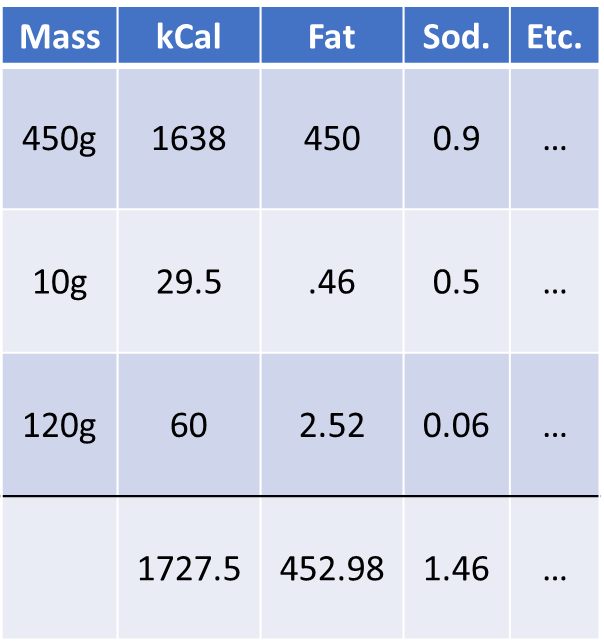 Mass kCal Fat Sod. Etc.
450g 1638 450 0.9 ...
10g 29.5 .46 0.5 ...
120g 60 2.52 0.06 ...
1727.5 452.98 1.46 ...